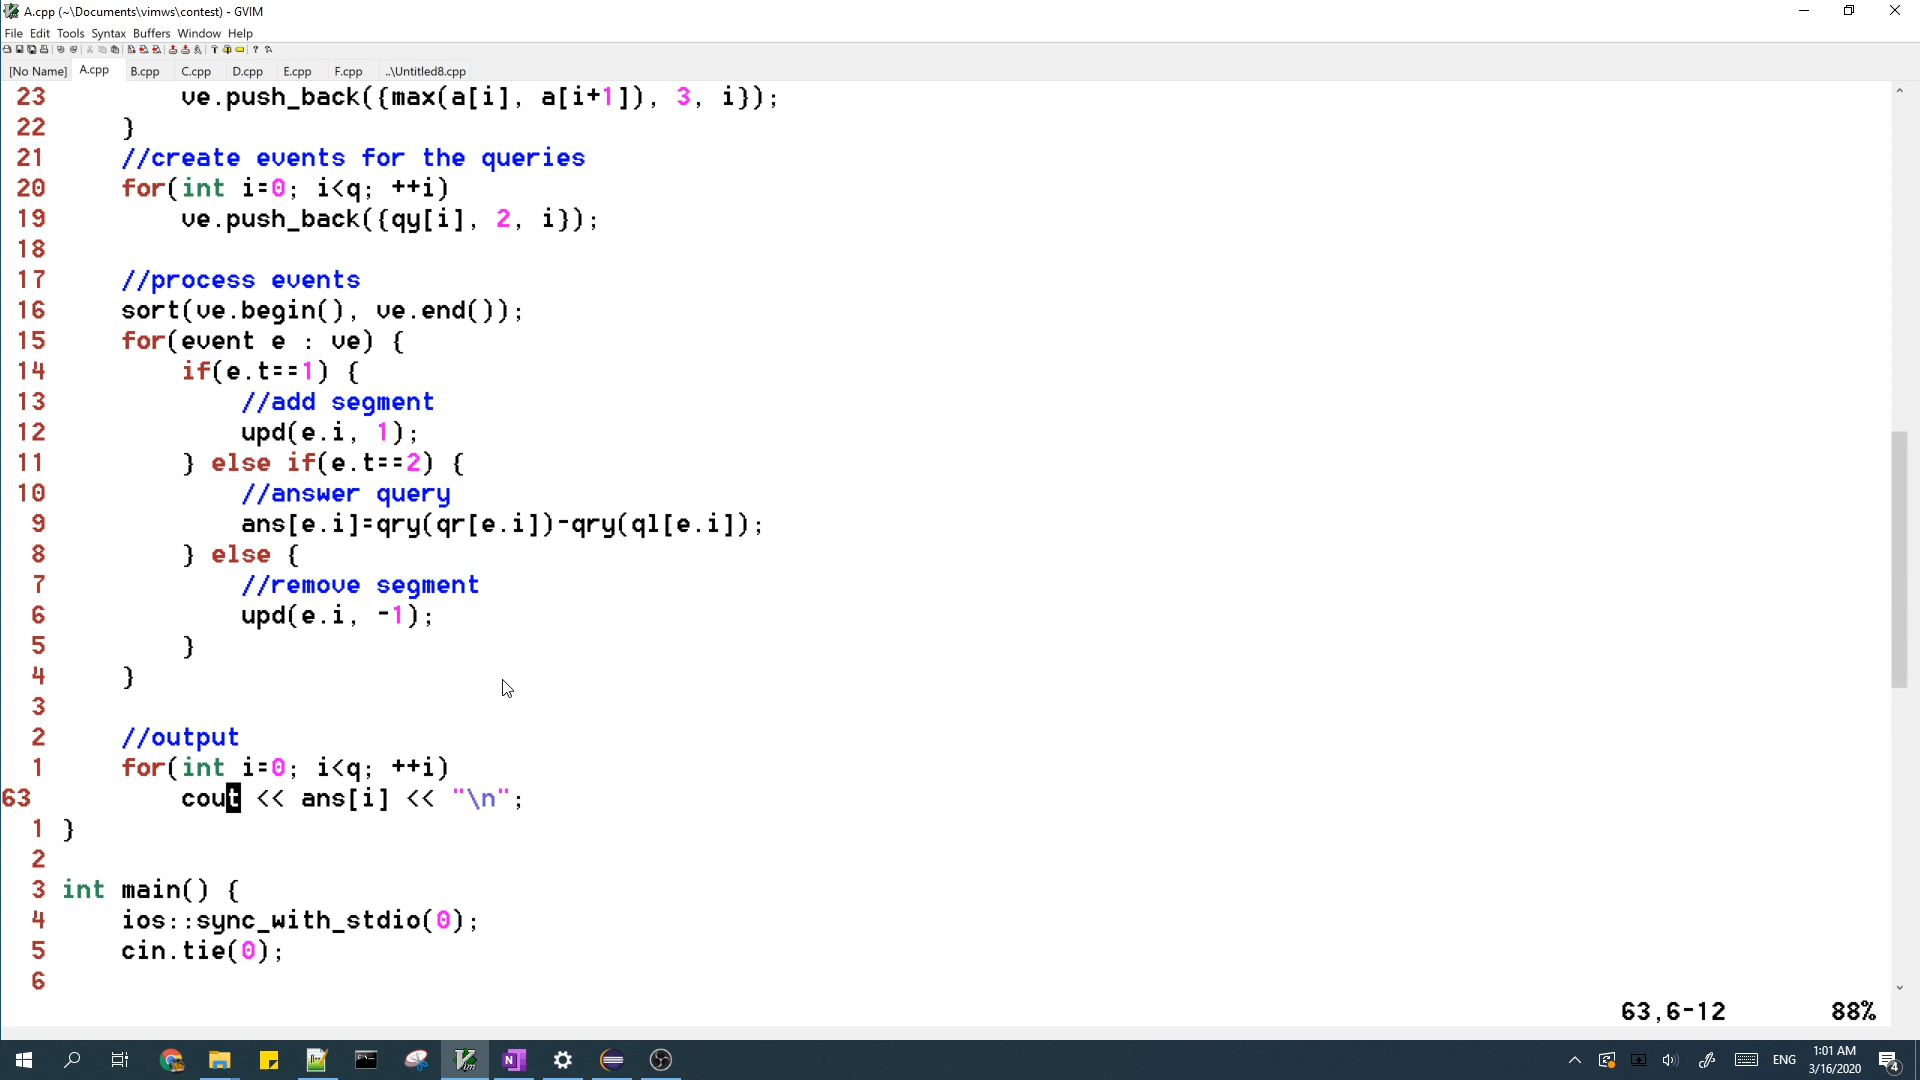 A.cpp (~\Documents\vimws\contest) - GVIM
File Edit Tools Syntax Buffers Window Help
[No Name] A.cpp B.cpp C.cpp D.cpp E.cpp F.cpp ..\Untitled8.cpp
23 ve.push_back({max(a[i], a[i+1]), 3, i});
22 }
21 //create events for the queries
20 for(int i=0; i<q; ++i)
19 ve.push_back({qy[i], 2, i});
18
17 //process events
16 sort(ve.begin(), ve.end());
15 for(event e : ve) {
14 if(e.t==1) {
13 //add segment
12 upd(e.i, 1);
11 } else if(e.t==2) {
10 //answer query
9 ans[e.i]=qry(qr[e.i])-qry(ql[e.i]);
8 } else {
7 //remove segment
6 upd(e.i, -1);
5 }
4 }
3
2 //output
1 for(int i=0; i<q; ++i)
63 cout << ans[i] << "\n";
1 }
2
3 int main() {
4 ios::sync_with_stdio(0);
5 cin.tie(0);
6
63,6-12 88%
ENG
1:01 AM
3/16/2020
4